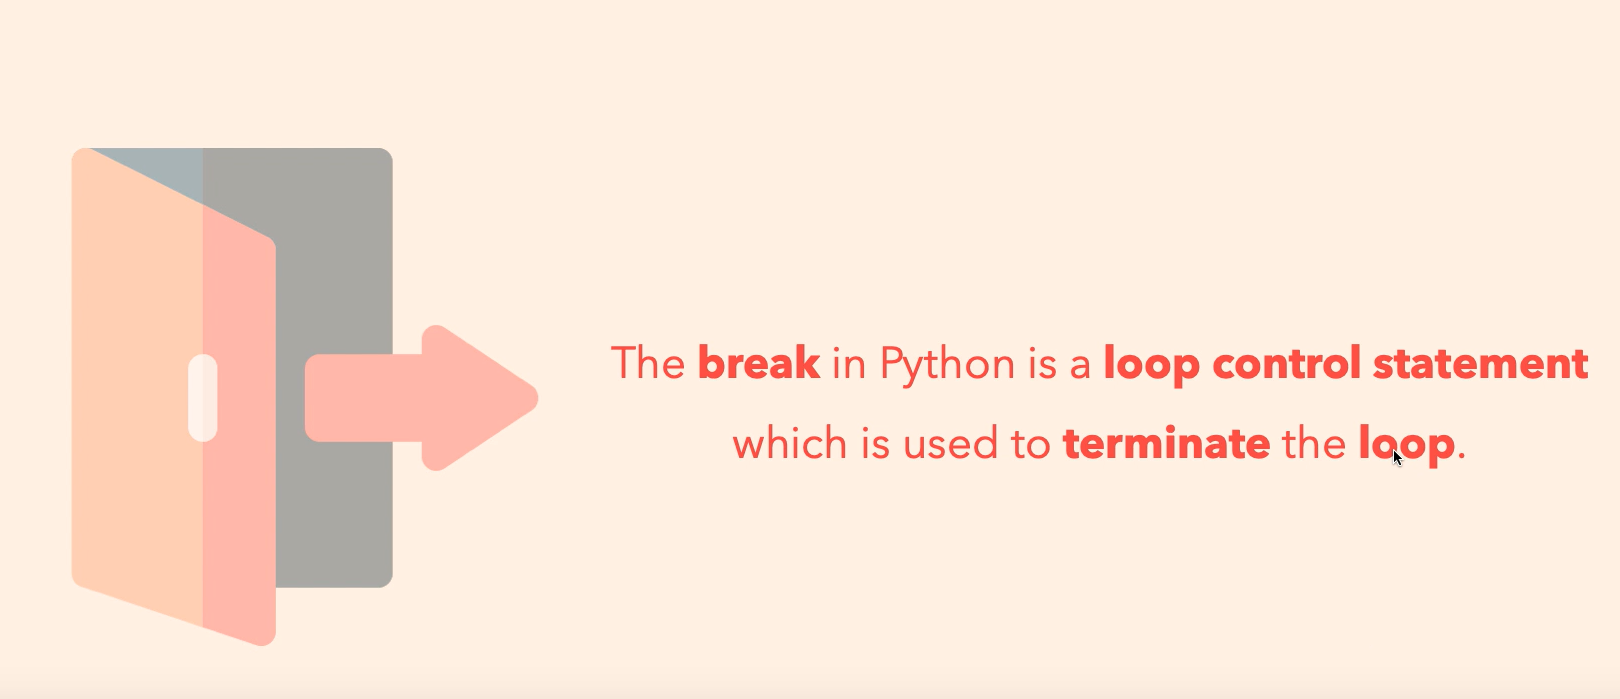 The break in Python is a loop control statement
which is used to terminate the loop.